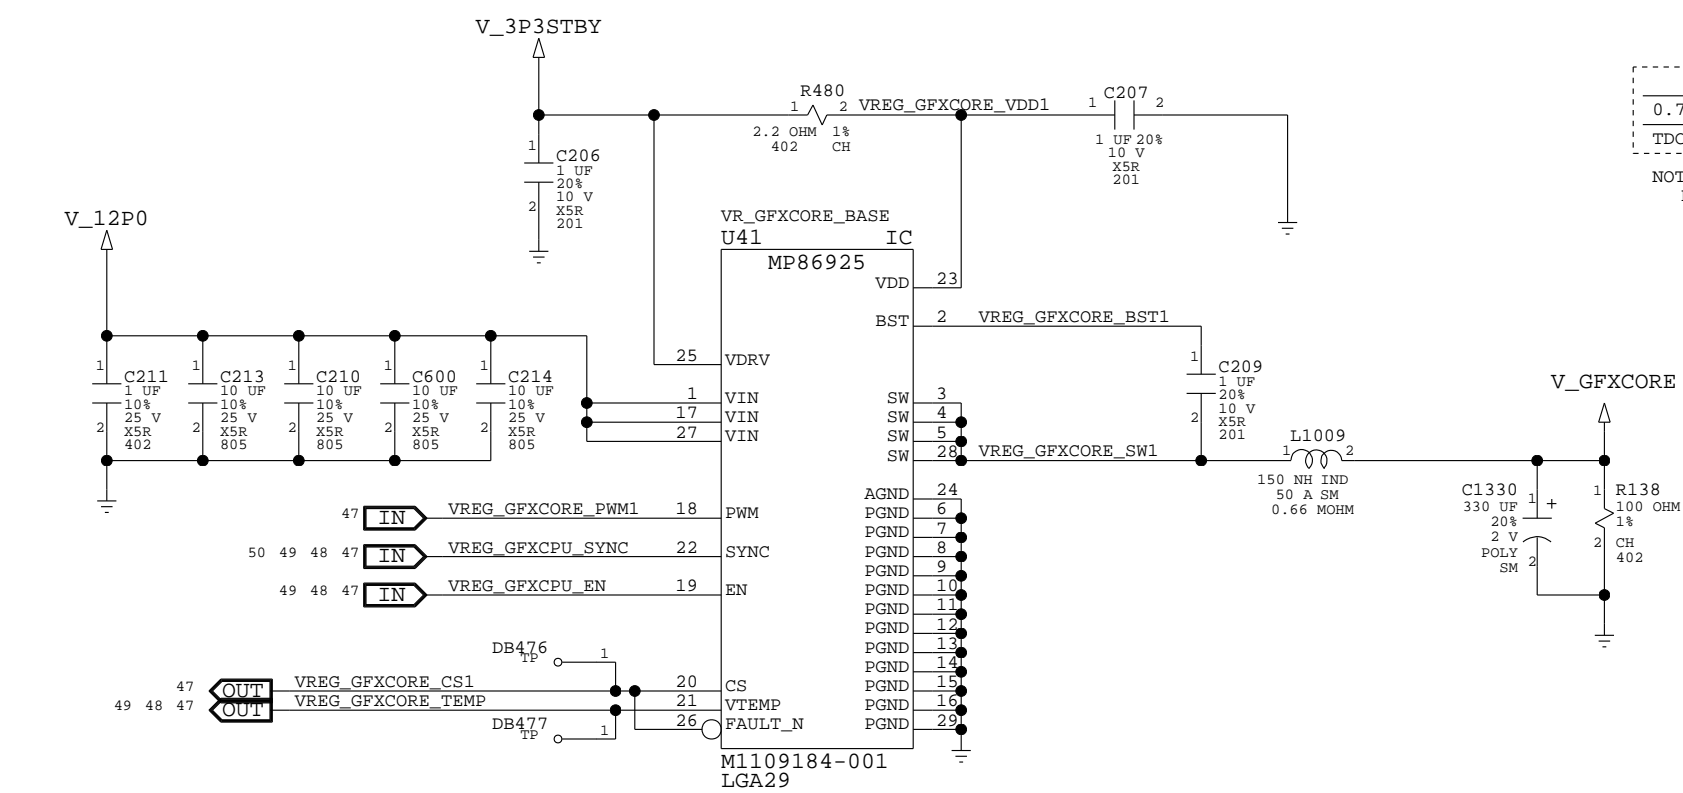 V_3P3STBY
R480
1 2 VREG_GFXCORE_VDD1
2.2 OHM 1%
402 CH
C207
1 2
1 UF 20%
10 V
X5R
201
0.7
TDC
NOT
1
C206
1 UF
20%
10 V
2 X5R
201
V_12P0
VR_GFXCORE_BASE
U41 IC
MP86925
VDD 23
BST 2 VREG_GFXCORE_BST1
25 VDRV
1 VIN
17 VIN
27 VIN
1 C211
1 UF
10%
25 V
2 X5R
402
1 C213
10 UF
10%
25 V
2 X5R
805
1 C210
10 UF
10%
25 V
2 X5R
805
1 C600
10 UF
10%
25 V
2 X5R
805
1 C214
10 UF
10%
25 V
2 X5R
805
SW 3
SW 4
SW 5
SW 28 VREG_GFXCORE_SW1
1
C209
1 UF
20%
10 V
2 X5R
201
V_GFXCORE
L1009
1 2
150 NH IND
50 A SM
0.66 MOHM
C1330 1 +
330 UF
20%
2 V
POLY
SM 2
1 R138
100 OHM
1%
2 CH
402
AGND 24
PGND 6
PGND 7
PGND 8
PGND 9
PGND 10
PGND 11
PGND 12
PGND 13
PGND 14
PGND 15
PGND 16
PGND 29
47 IN VREG_GFXCORE_PWM1 18 PWM
50 49 48 47 IN VREG_GFXCPU_SYNC 22 SYNC
49 48 47 IN VREG_GFXCPU_EN 19 EN
DB476 1
TP
47 OUT VREG_GFXCORE_CS1 20 CS
49 48 47 OUT VREG_GFXCORE_TEMP 21 VTEMP
26 FAULT_N
DB477 1
TP
M1109184-001
LGA29